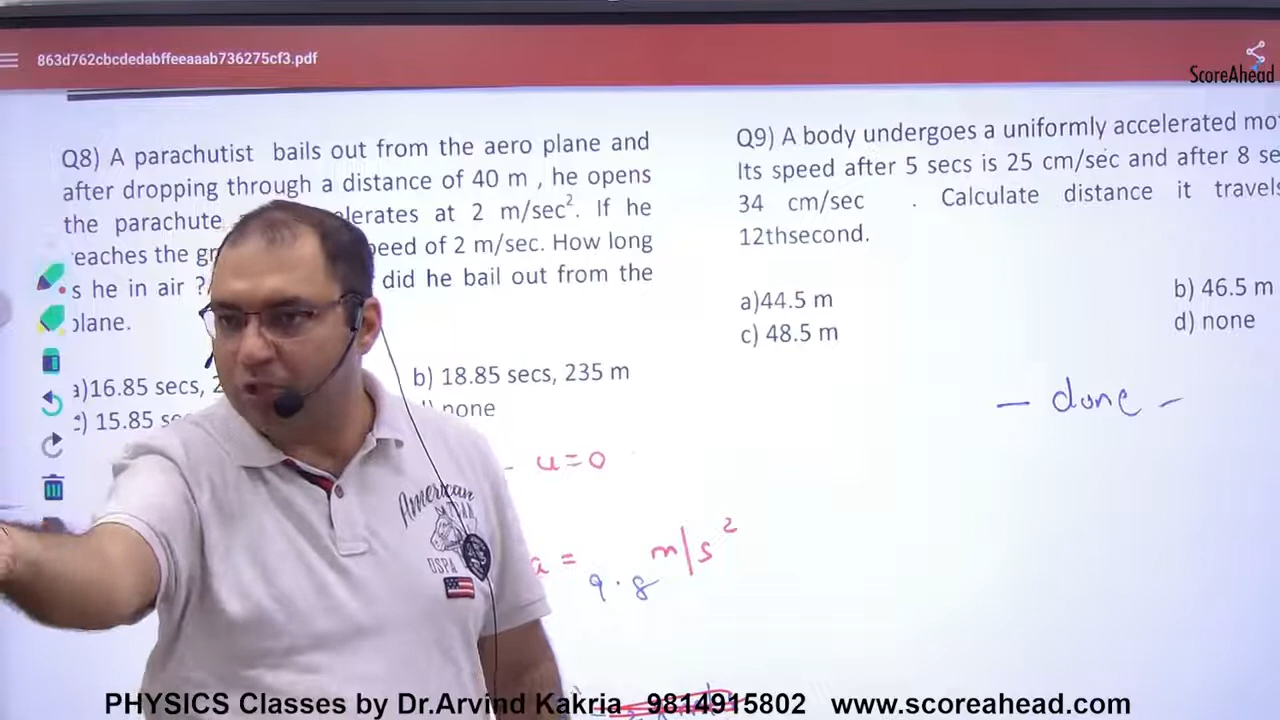 863d762cbcdedabffeeaaab736275cf3.pdf
ScoreAhead
Q8) A parachutist bails out from the aero plane and
after dropping through a distance of 40 m , he opens
the parachute elerates at 2 m/sec². If he
eaches the gr peed of 2 m/sec. How long
s he in air ? did he bail out from the
plane.
a)16.85 secs, 2
b) 18.85 secs, 235 m
c) 15.85 se
none
Q9) A body undergoes a uniformly accelerated mo
Its speed after 5 secs is 25 cm/sec and after 8 se
34 cm/sec . Calculate distance it travels
12thsecond.
a)44.5 m
b) 46.5 m
c) 48.5 m
d) none
— done -
- u=0
a = 9.8 m/s²
American
USPA
PHYSICS Classes by Dr.Arvind Kakria 9814915802 www.scoreahead.com